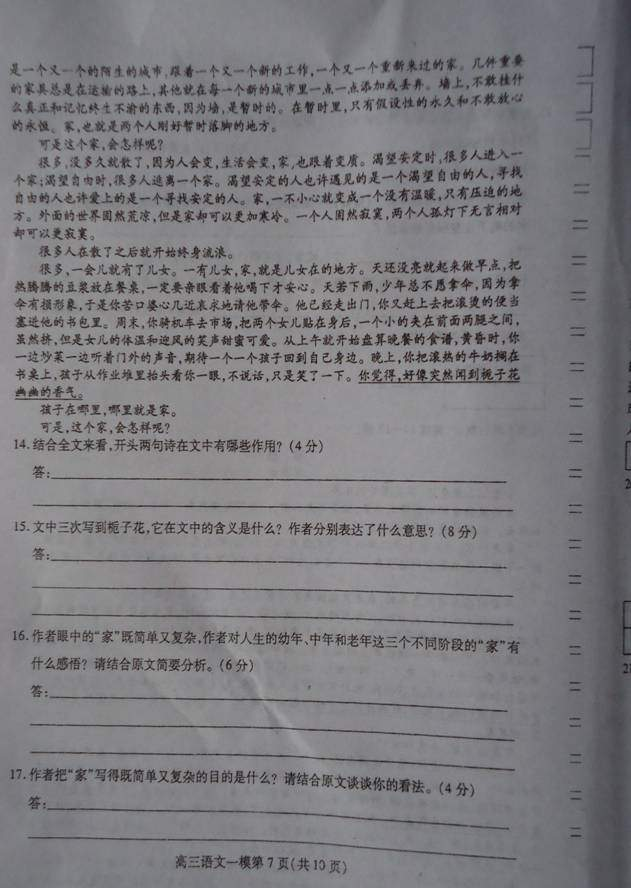 是一个又一个的陌生的城市,跟着一个又一个新的工作,一个又一个重新来过的家。几件重要
的家具总是在运输的路上,其他就在每一个新的城市里一点一点添加或丢弃。墙上,不敢挂什
么真正和记忆终生不渝的东西,因为墙,是暂时的。在暂时里,只有假设性的永久和不敢放心
的永恒。家,也就是两个人刚好暂时落脚的地方。
可是这个家,会怎样呢?
很多,没多久就散了,因为人会变,生活会变,家,也跟着变质。渴望安定时,很多人进入一
个家;渴望自由时,很多人逃离一个家。渴望安定的人也许遇见的是一个渴望自由的人,寻找
自由的人也许爱上的是一个寻找安定的人。家,一不小心就变成一个没有温暖,只有压迫的地
方。外面的世界固然荒凉,但是家却可以更加寒冷。一个人固然寂寞,两个人孤灯下无言相对
却可以更寂寞。
很多人在散了之后就开始终身流浪。
很多,一会儿就有了儿女。一有儿女,家,就是儿女在的地方。天还没亮就起来做早点,把
热腾腾的豆浆放在餐桌,一定要亲眼看着他喝下才安心。天若下雨,少年总不愿拿伞,因为拿
伞有损形象,于是你苦口婆心几近哀求地请他带伞。他已经走出门,你又赶上去把滚烫的便当
塞进他的书包里。周末,你骑机车去市场,把两个女儿贴在身后,一个小的夹在前面两腿之间,
虽然挤,但是女儿的体温和迎风的笑声甜蜜可爱。从上午就开始盘算晚餐的食谱,黄昏时,你
一边炒菜一边听着门外的声音,期待一个一个孩子回到自己身边。晚上,你把滚热的牛奶搁在
书桌上,孩子从作业堆里抬头看你一眼,不说话,只是笑了一下。你觉得,好像突然闻到栀子花
幽幽的香气。
孩子在哪里,哪里就是家。
可是,这个家,会怎样呢?
14.结合全文来看,开头两句诗在文中有哪些作用?(4分)
答:
15.文中三次写到栀子花,它在文中的含义是什么?作者分别表达了什么意思?(8分)
答:
16.作者眼中的“家”既简单又复杂,作者对人生的幼年、中年和老年这三个不同阶段的“家”有
什么感悟?请结合原文简要分析。(6分)
答:
17.作者把“家”写得既简单又复杂的目的是什么?请结合原文谈谈你的看法。(4分)
答:
高三语文一模第7页(共10页)